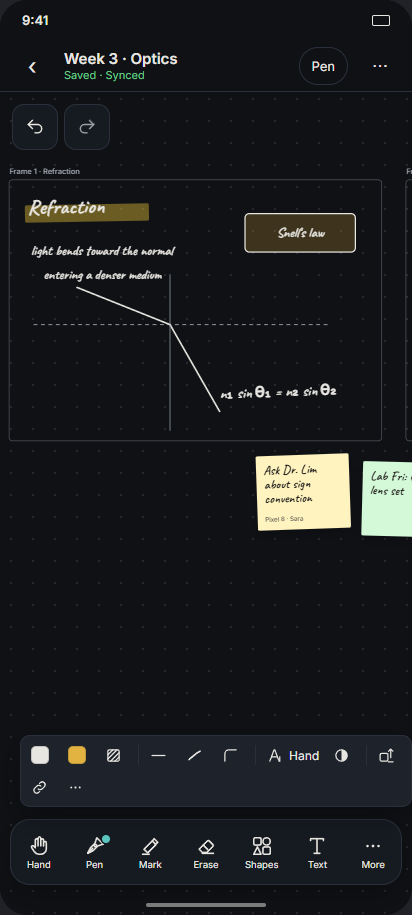 9:41
Week 3 · Optics
Saved · Synced
Pen
Frame 1 · Refraction
Refraction
Snell's law
light bends toward the normal
entering a denser medium
n1 sin θ1 = n2 sin θ2
Ask Dr. Lim
about sign
convention
Pixel 8 · Sara
Lab Fri:
lens set
Hand
Hand
Pen
Mark
Erase
Shapes
Text
More